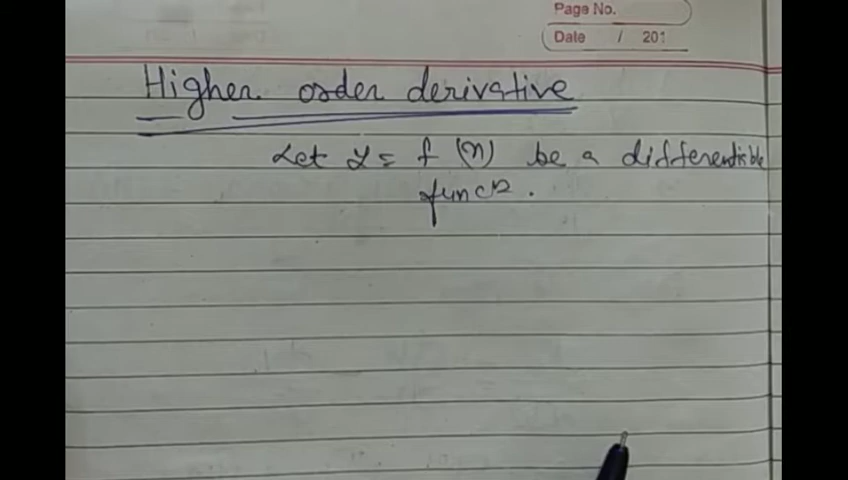 Page No.
Date / 201
Higher order derivative
Let y = f (x) be a differentiable
funcn.